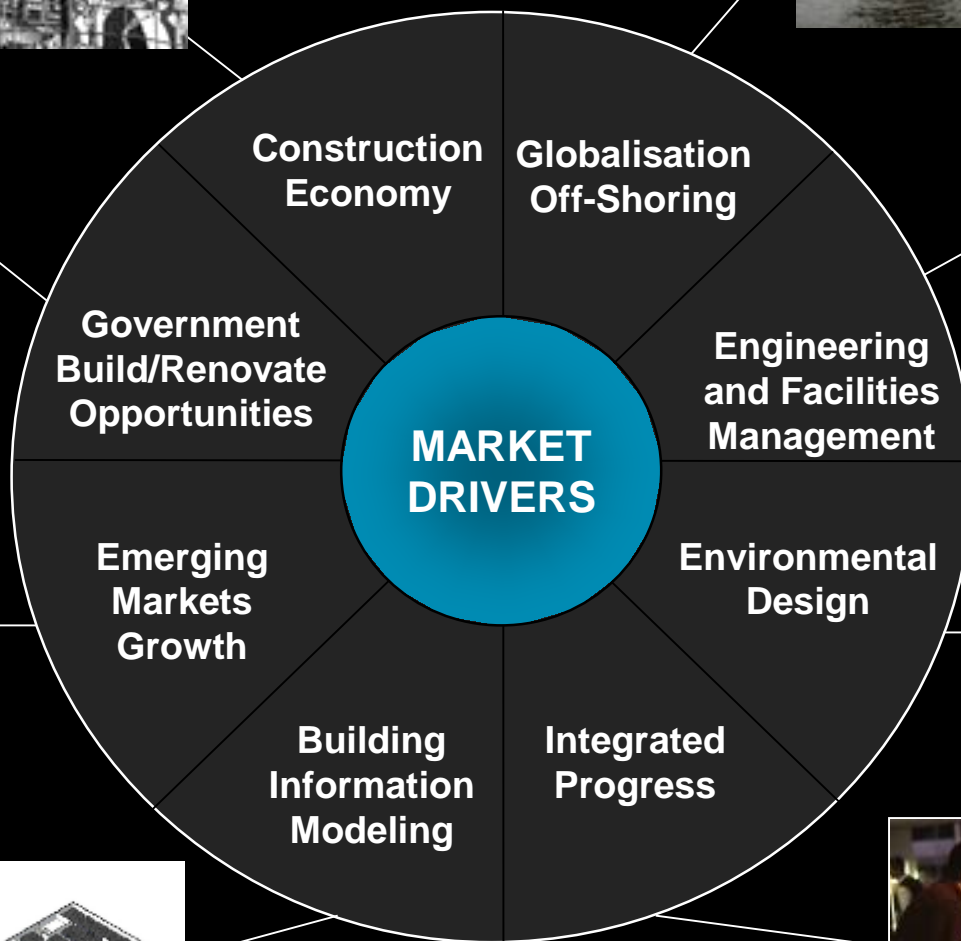 Construction
Economy
Globalisation
Off-Shoring
Government
Build/Renovate
Opportunities
Engineering
and Facilities
Management
MARKET
DRIVERS
Emerging
Markets
Growth
Environmental
Design
Building
Information
Modeling
Integrated
Progress